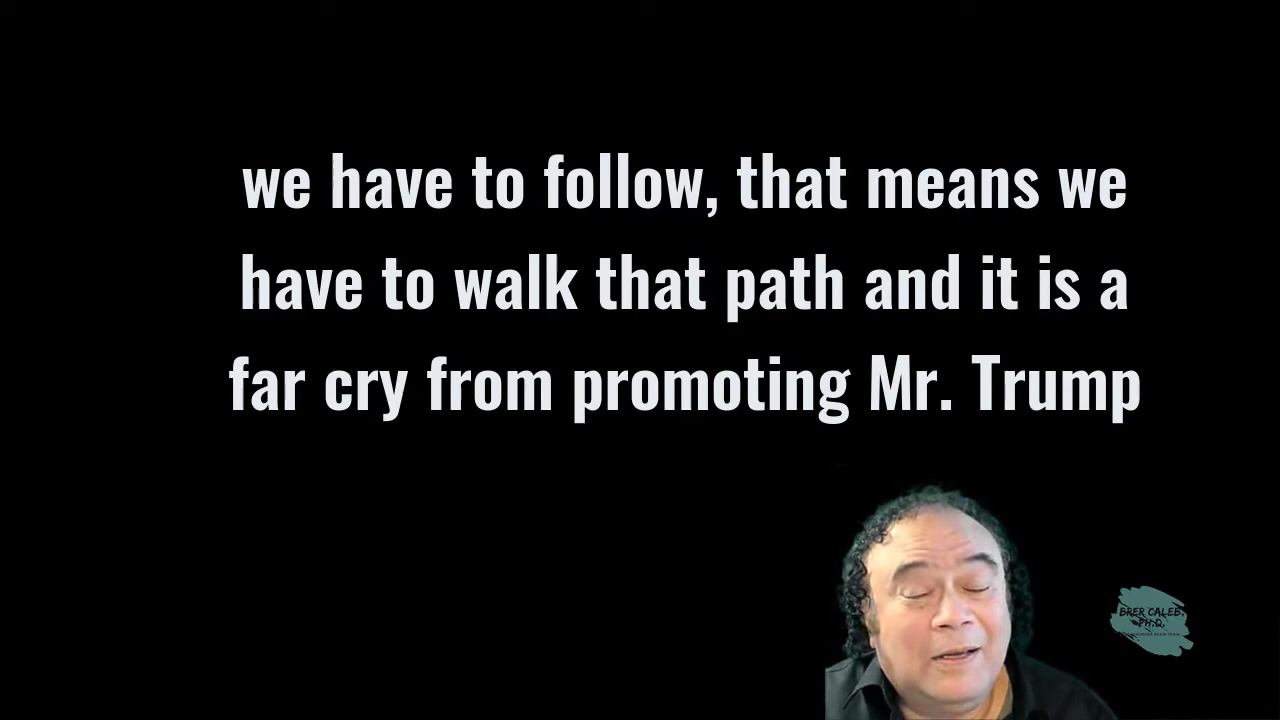 we have to follow, that means we
have to walk that path and it is a
far cry from promoting Mr. Trump
BRER CALEB,
PH.D.